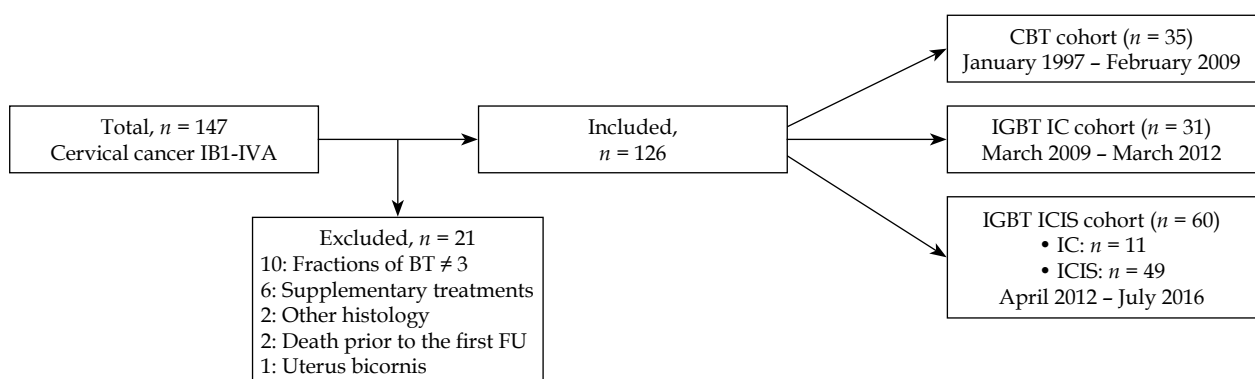 Total, n = 147
Cervical cancer IB1-IVA
Excluded, n = 21
10: Fractions of BT ≠ 3
6: Supplementary treatments
2: Other histology
2: Death prior to the first FU
1: Uterus bicornis
Included,
n = 126
CBT cohort (n = 35)
January 1997 – February 2009
IGBT IC cohort (n = 31)
March 2009 – March 2012
IGBT ICIS cohort (n = 60)
• IC: n = 11
• ICIS: n = 49
April 2012 – July 2016